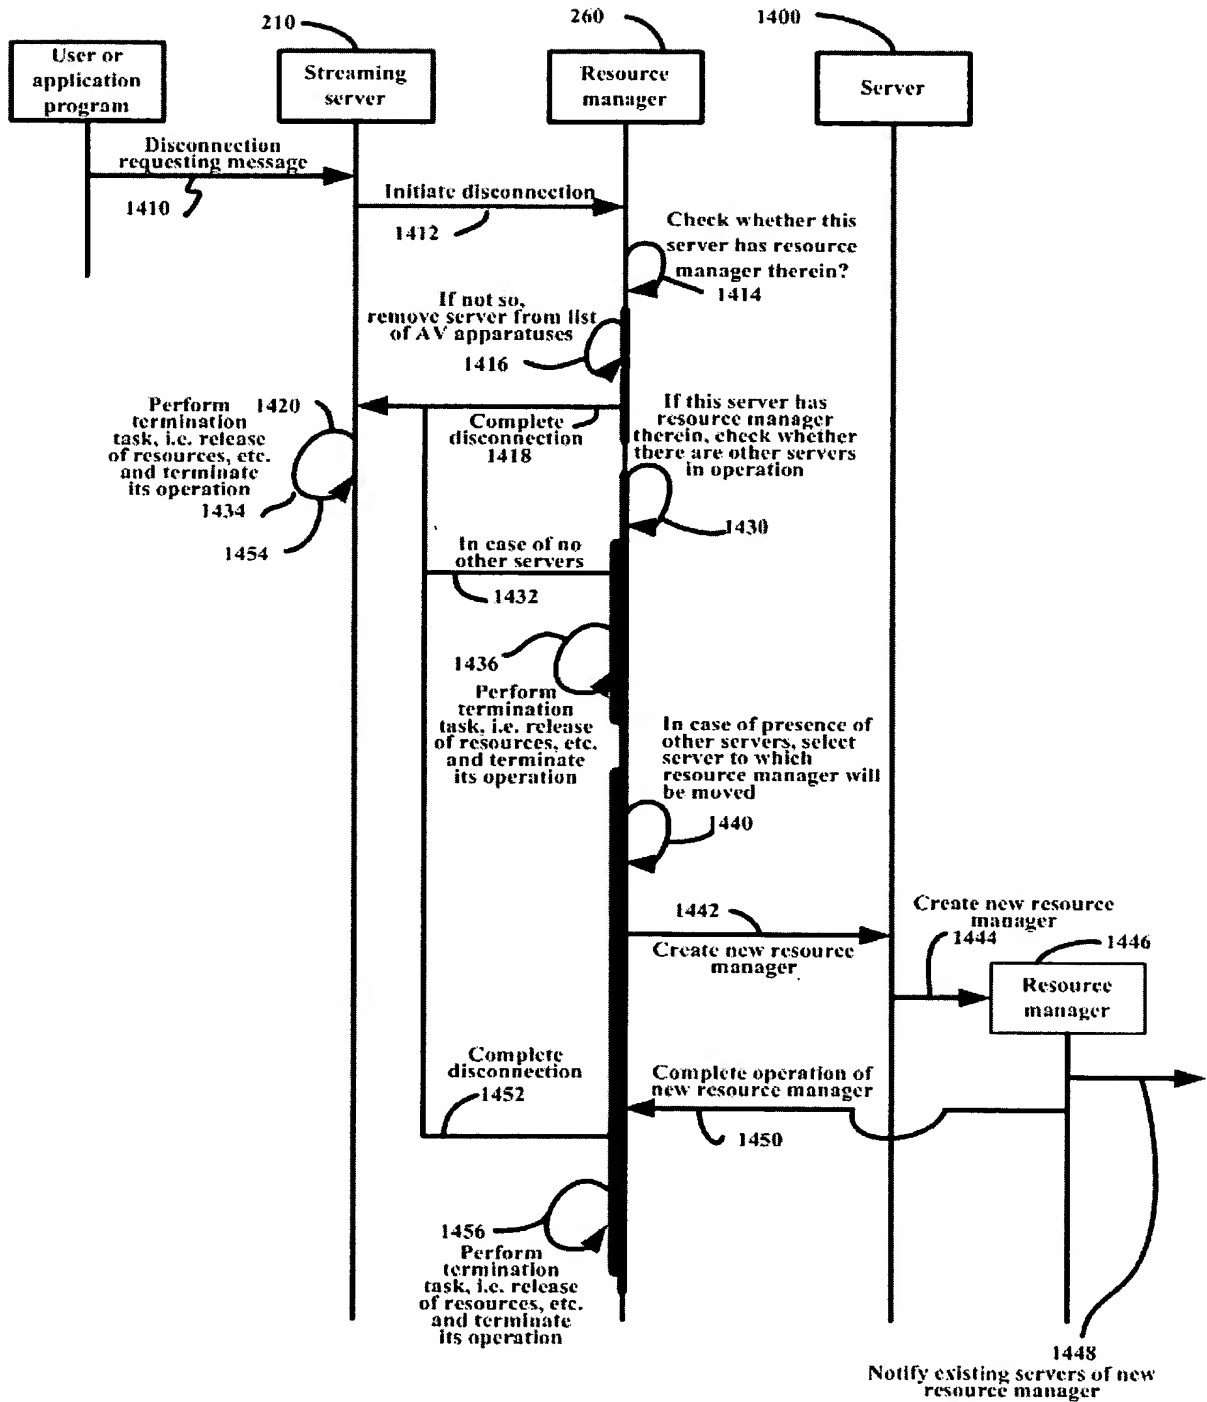 210
260
1400
User or
application
program
Streaming
server
Resource
manager
Server
Disconnection
requesting message
1410
Initiate disconnection
1412
Check whether this
server has resource
manager therein?
1414
If not so,
remove server from list
of AV apparatuses
1416
Perform
termination
task, i.e. release
of resources, etc.
and terminate
its operation
1420
1434
1454
Complete
disconnection
1418
If this server has
resource manager
therein, check whether
there are other servers
in operation
1430
In case of no
other servers
1432
1436
Perform
termination
task, i.e. release
of resources, etc.
and terminate
its operation
In case of presence of
other servers, select
server to which
resource manager will
be moved
1440
1442
Create new resource
manager
Create new resource
manager
1444
1446
Resource
manager
Complete
disconnection
1452
Complete operation of
new resource manager
1450
1456
Perform
termination
task, i.e. release
of resources, etc.
and terminate
its operation
1448
Notify existing servers of new
resource manager